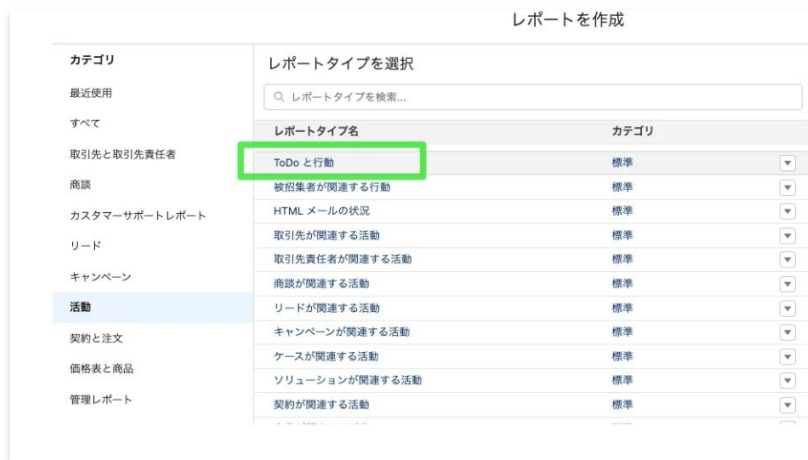 レポートを作成
カテゴリ
最近使用
すべて
取引先と取引先責任者
商談
カスタマーサポートレポート
リード
キャンペーン
活動
契約と注文
価格表と商品
管理レポート
レポートタイプを選択
レポートタイプを検索...
レポートタイプ名 カテゴリ
ToDo と行動 標準
被招集者が関連する行動 標準
HTML メールの状況 標準
取引先が関連する活動 標準
取引先責任者が関連する活動 標準
商談が関連する活動 標準
リードが関連する活動 標準
キャンペーンが関連する活動 標準
ケースが関連する活動 標準
ソリューションが関連する活動 標準
契約が関連する活動 標準